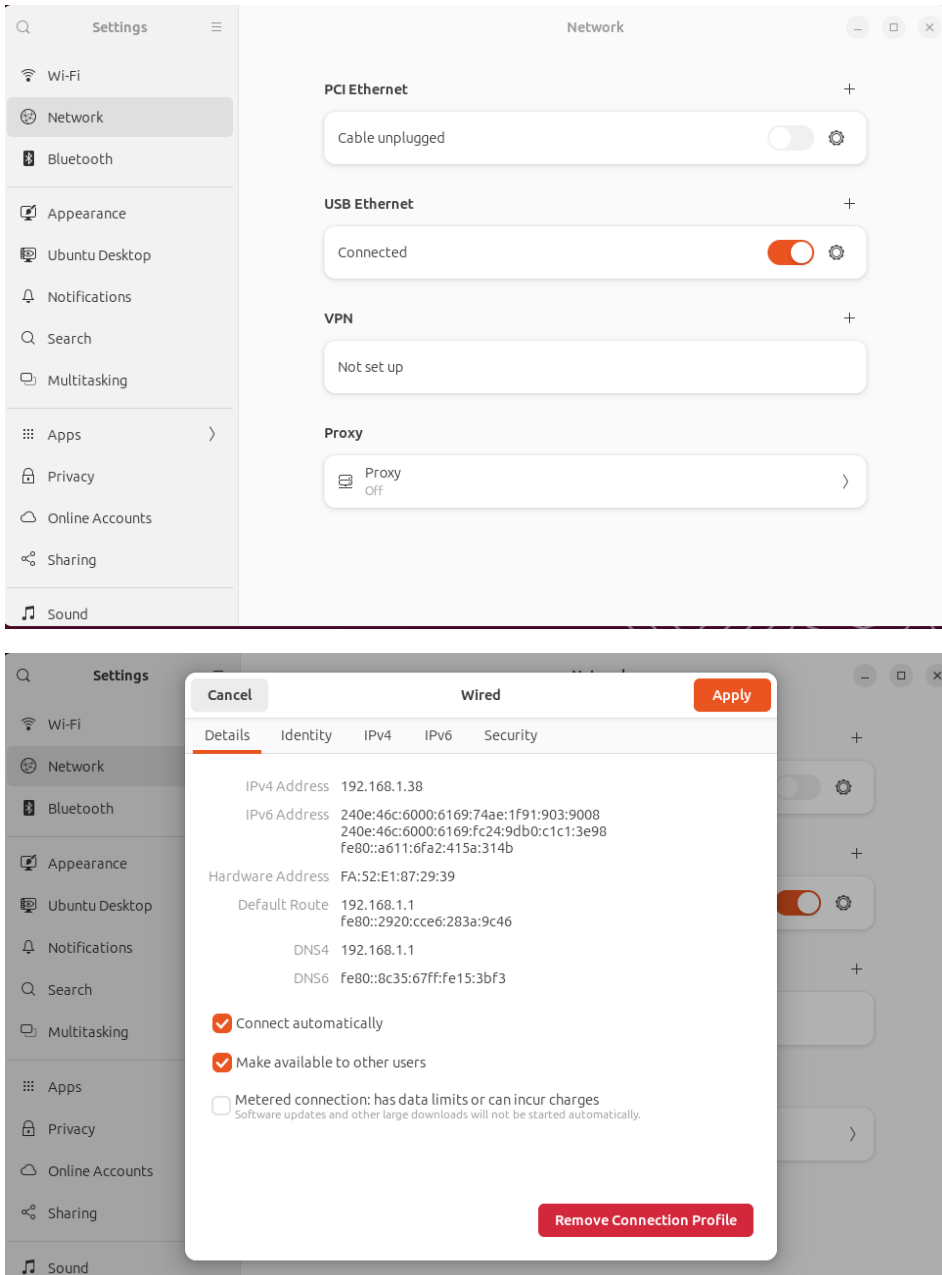 Settings
Network
Wi-Fi
Network
Bluetooth
Appearance
Ubuntu Desktop
Notifications
Search
Multitasking
Apps
Privacy
Online Accounts
Sharing
Sound
PCI Ethernet
Cable unplugged
USB Ethernet
Connected
VPN
Not set up
Proxy
Proxy
Off
Settings
Wi-Fi
Network
Bluetooth
Appearance
Ubuntu Desktop
Notifications
Search
Multitasking
Apps
Privacy
Online Accounts
Sharing
Sound
Cancel
Wired
Apply
Details
Identity
IPv4
IPv6
Security
IPv4 Address 192.168.1.38
IPv6 Address 240e:46c:6000:6169:74ae:1f91:903:9008
240e:46c:6000:6169:fc24:9db0:c1c1:3e98
fe80::a611:6fa2:415a:314b
Hardware Address FA:52:E1:87:29:39
Default Route 192.168.1.1
fe80::2920:cce6:283a:9c46
DNS4 192.168.1.1
DNS6 fe80::8c35:67ff:fe15:3bf3
Connect automatically
Make available to other users
Metered connection: has data limits or can incur charges
Software updates and other large downloads will not be started automatically.
Remove Connection Profile